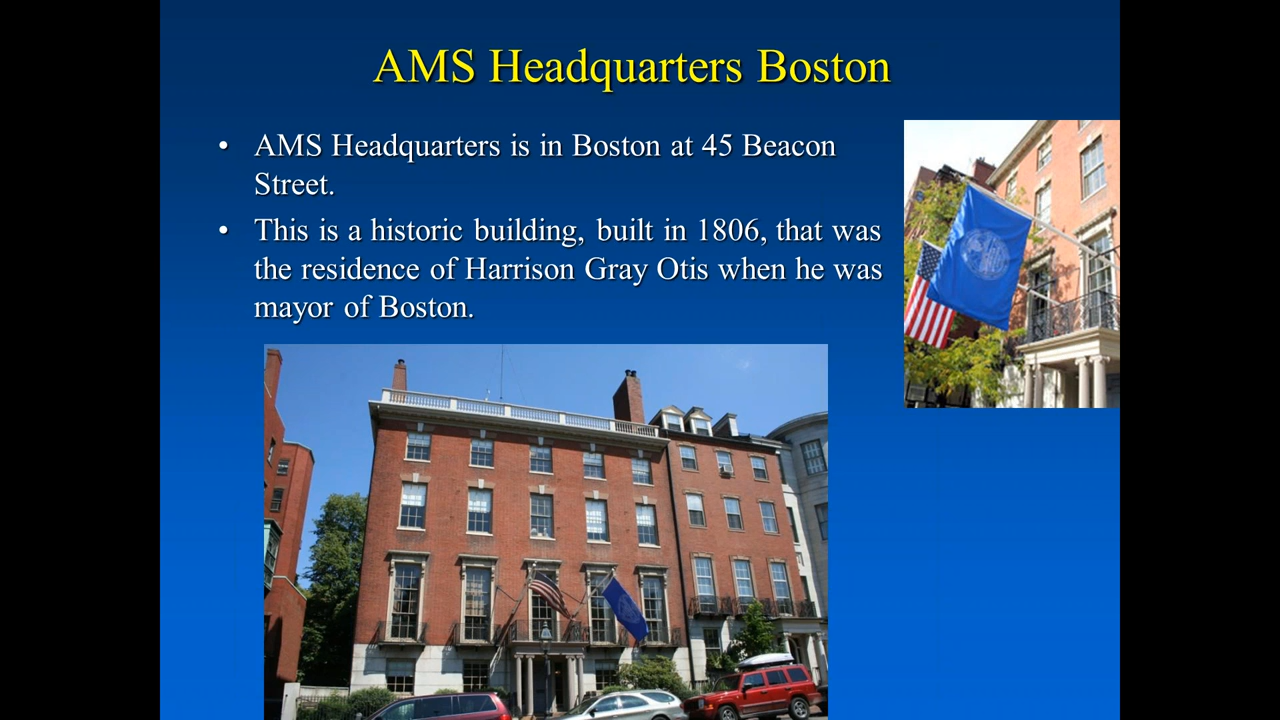 AMS Headquarters Boston
• AMS Headquarters is in Boston at 45 Beacon
Street.
• This is a historic building, built in 1806, that was
the residence of Harrison Gray Otis when he was
mayor of Boston.